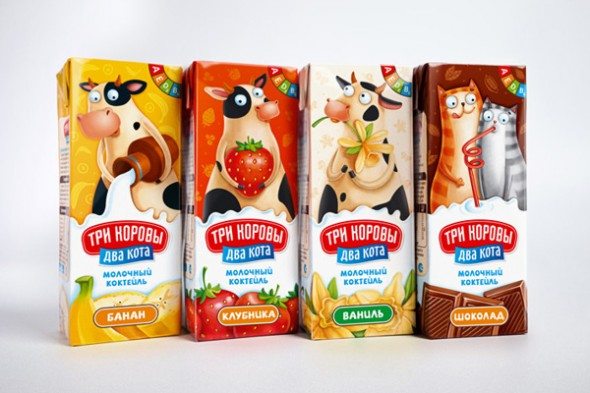 ТРИ КОРОВЫ
ДВА КОТА
МОЛОЧНЫЙ
КОКТЕЙЛЬ
БАНАН
ТРИ КОРОВЫ
ДВА КОТА
МОЛОЧНЫЙ
КОКТЕЙЛЬ
КЛУБНИКА
ТРИ КОРОВЫ
ДВА КОТА
МОЛОЧНЫЙ
КОКТЕЙЛЬ
ВАНИЛЬ
ТРИ КОРОВЫ
ДВА КОТА
МОЛОЧНЫЙ
КОКТЕЙЛЬ
ШОКОЛАД